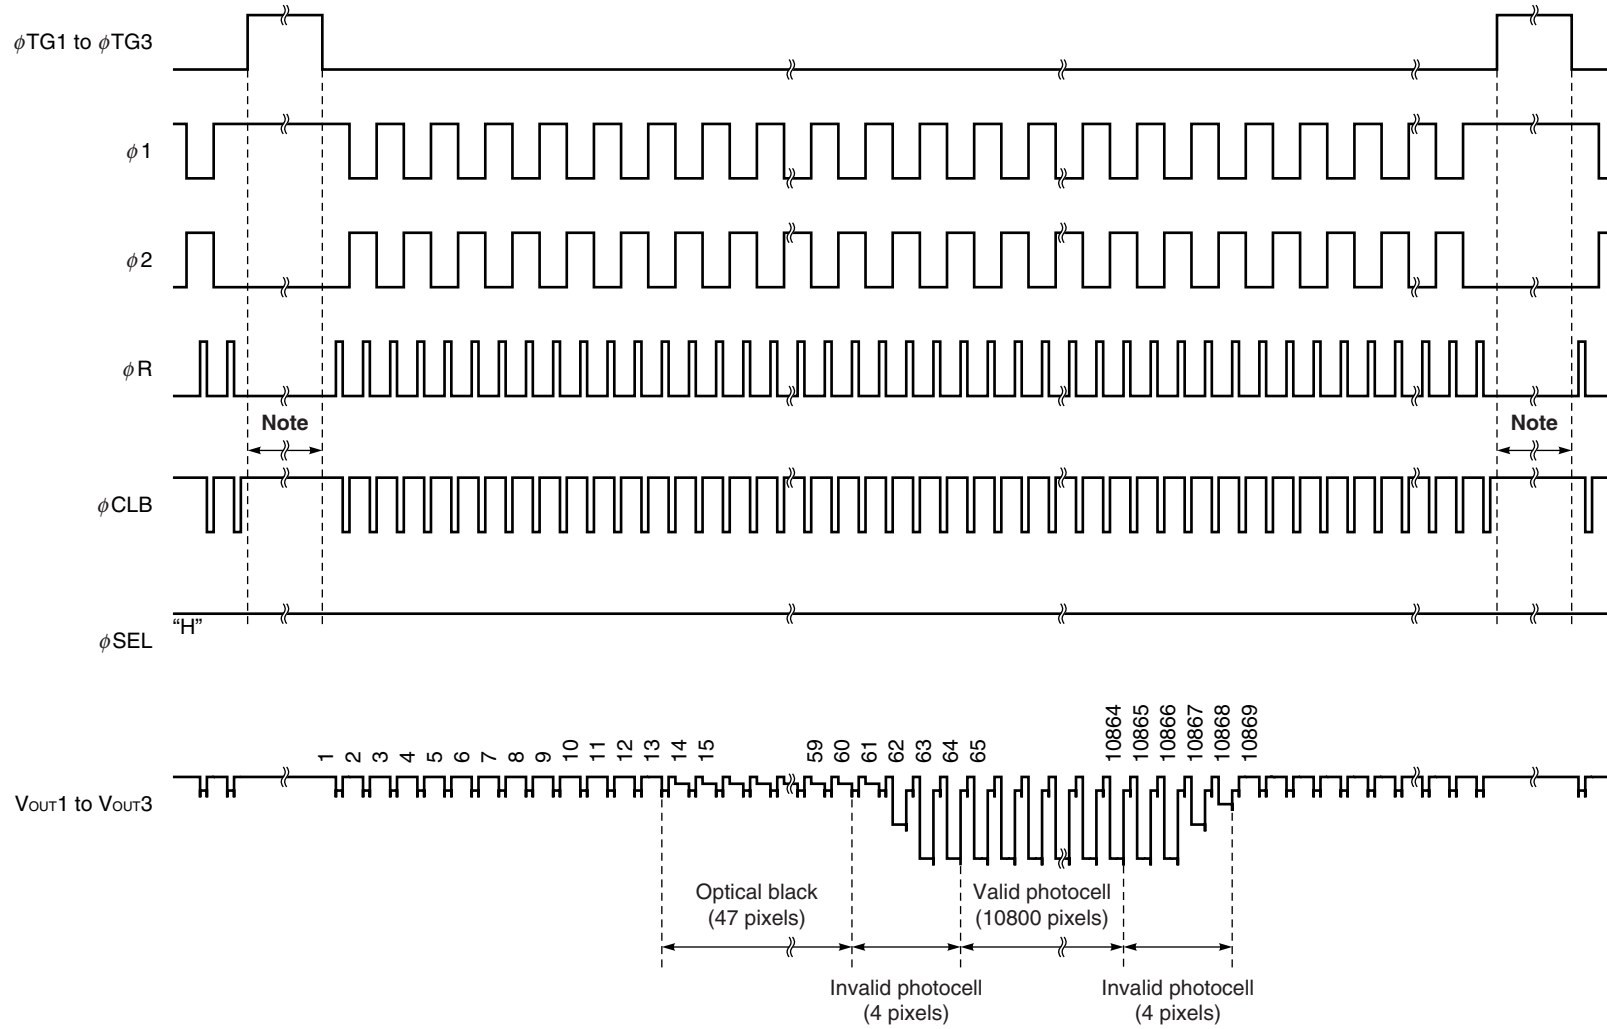 φTG1 to φTG3
φ1
φ2
φR
Note
Note
φCLB
“H”
φSEL
1
2
3
4
5
6
7
8
9
10
11
12
13
14
15
59
60
61
62
63
64
65
10864
10865
10866
10867
10868
10869
VOUT1 to VOUT3
Optical black
(47 pixels)
Valid photocell
(10800 pixels)
Invalid photocell
(4 pixels)
Invalid photocell
(4 pixels)